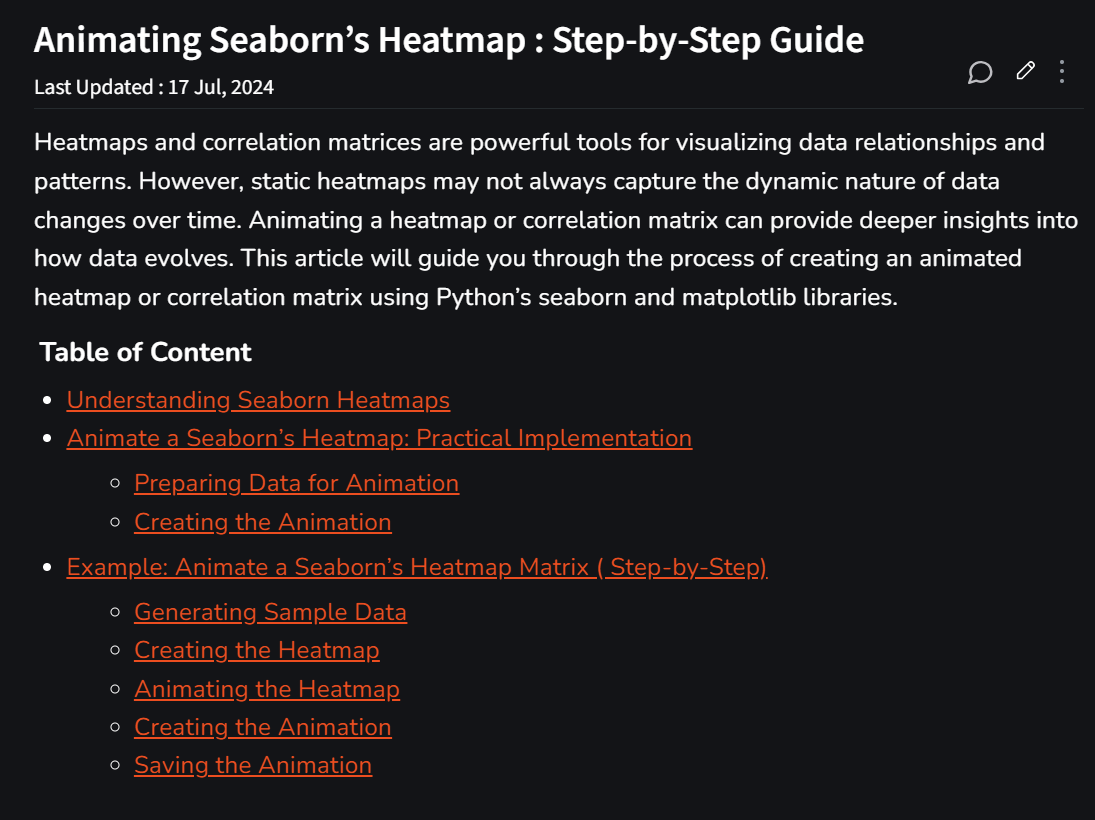 Animating Seaborn’s Heatmap : Step-by-Step Guide
Last Updated : 17 Jul, 2024
Heatmaps and correlation matrices are powerful tools for visualizing data relationships and
patterns. However, static heatmaps may not always capture the dynamic nature of data
changes over time. Animating a heatmap or correlation matrix can provide deeper insights into
how data evolves. This article will guide you through the process of creating an animated
heatmap or correlation matrix using Python’s seaborn and matplotlib libraries.
Table of Content
Understanding Seaborn Heatmaps
Animate a Seaborn’s Heatmap: Practical Implementation
Preparing Data for Animation
Creating the Animation
Example: Animate a Seaborn’s Heatmap Matrix ( Step-by-Step)
Generating Sample Data
Creating the Heatmap
Animating the Heatmap
Creating the Animation
Saving the Animation